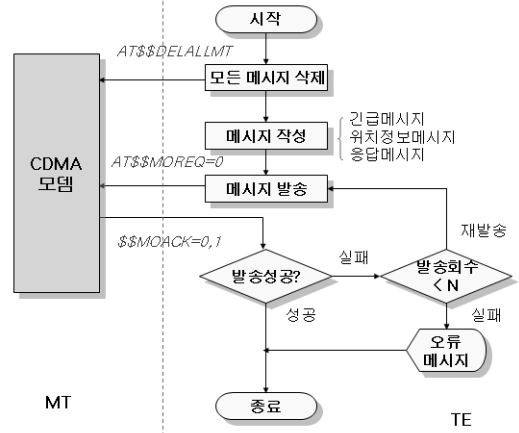 시작
AT$$DELALLMT
모든 메시지 삭제
메시지 작성
긴급메시지
위치정보메시지
응답메시지
CDMA
모뎀
AT$$MOREQ=0
메시지 발송
$$MOACK=0,1
재발송
발송성공?
실패
발송회수
< N
성공
실패
오류
메시지
종료
MT
TE